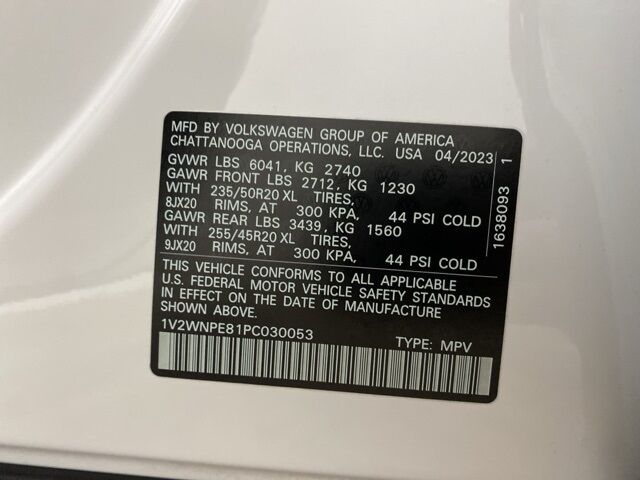 MFD BY VOLKSWAGEN GROUP OF AMERICA
CHATTANOOGA OPERATIONS, LLC. USA 04/2023
GVWR LBS 6041, KG 2740
GAWR FRONT LBS 2712, KG 1230
WITH 235/50R20 XL TIRES,
8JX20 RIMS, AT 300 KPA, 44 PSI COLD
GAWR REAR LBS 3439, KG 1560
WITH 255/45R20 XL TIRES,
9JX20 RIMS, AT 300 KPA, 44 PSI COLD
1638093 1
THIS VEHICLE CONFORMS TO ALL APPLICABLE
U.S. FEDERAL MOTOR VEHICLE SAFETY STANDARDS
IN EFFECT ON THE DATE OF MANUFACTURE
SHOWN ABOVE.
1V2WNPE81PC030053 TYPE: MPV